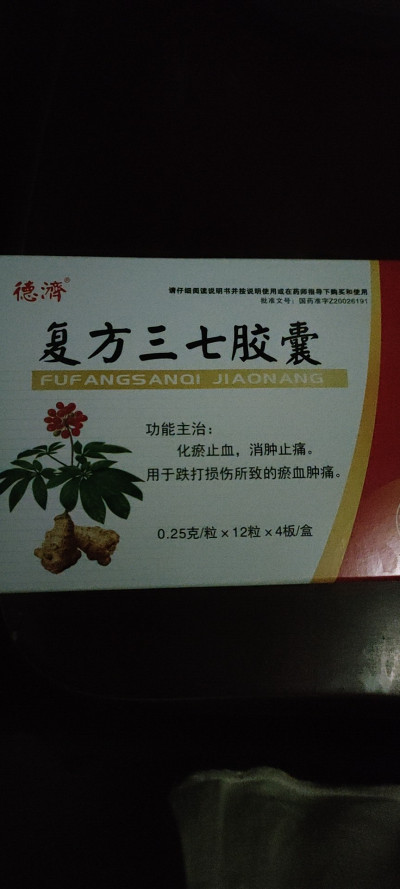 德濟®
请仔细阅读说明书并按说明使用或在药师指导下购买和使用
批准文号：国药准字Z20026191
复方三七胶囊
FUFANGSANQI JIAONANG
功能主治：
化瘀止血，消肿止痛。
用于跌打损伤所致的瘀血肿痛。
0.25克/粒×12粒×4板/盒